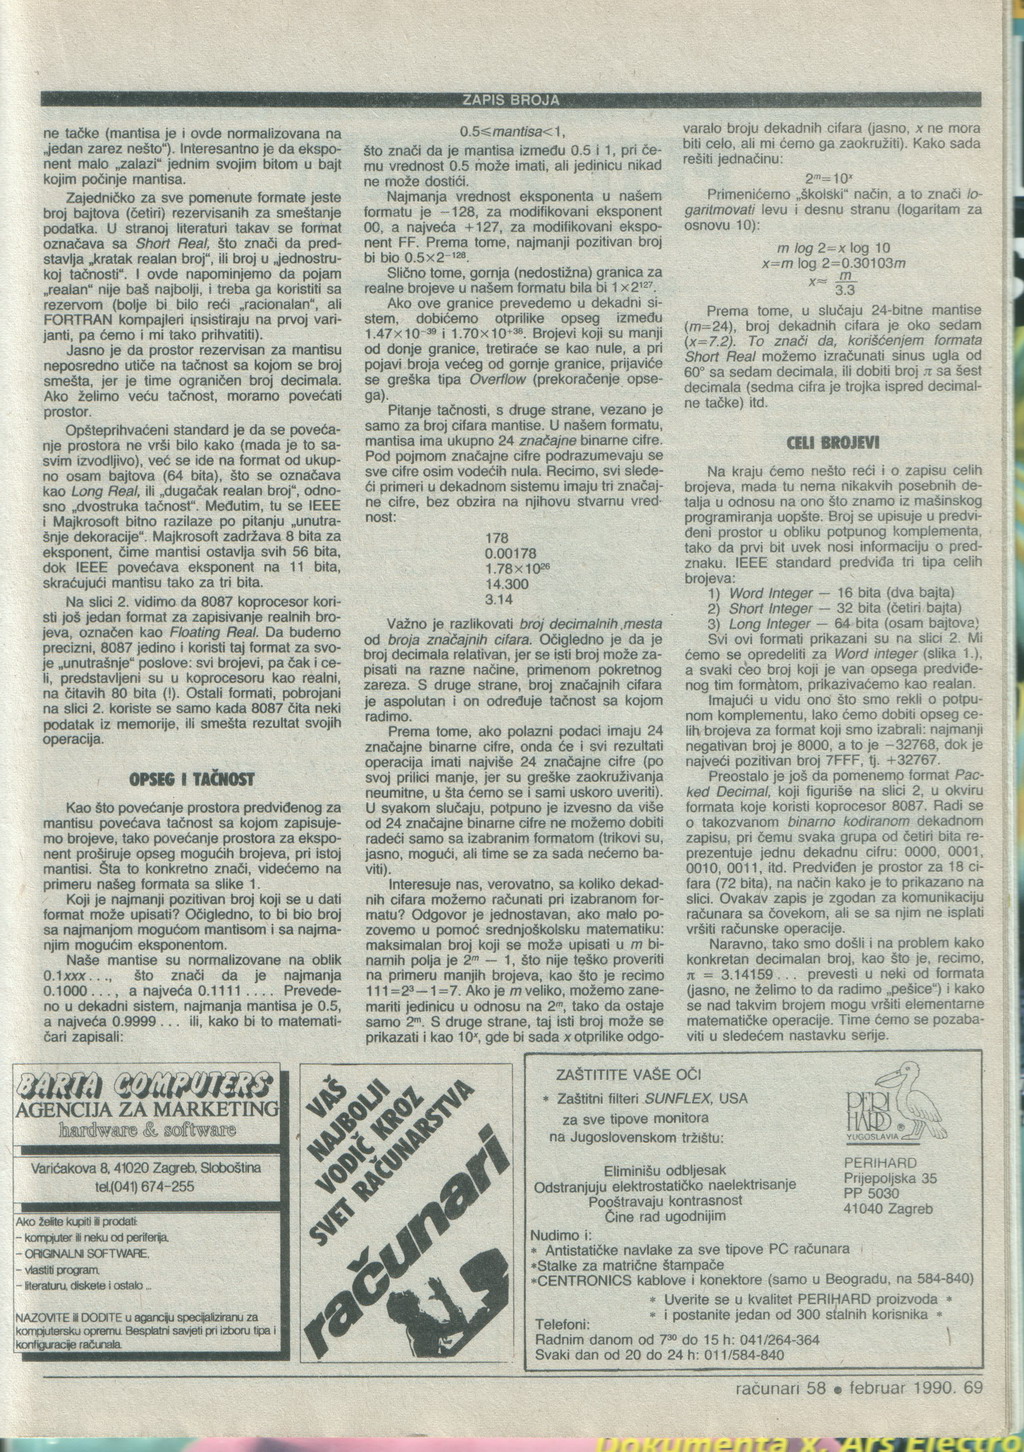 ZAPIS BROJA
ne tačke (mantisa je i ovde normalizovana na
„jedan zarez nešto“). Interesantno je da ekspo-
nent malo „zalazi“ jednim svojim bitom u bajt
kojim počinje mantisa.
Zajedničko za sve pomenute formate jeste
broj bajtova (četiri) rezervisanih za smeštanje
podatka. U stranoj literaturi takav se format
označava sa Short Real, što znači da pred-
stavlja „kratak realan broj“, ili broj u „jednostru-
koj tačnosti“. I ovde napominjemo da pojam
„realan“ nije baš najbolji, i treba ga koristiti sa
rezervom (bolje bi bilo reći „racionalan“, ali
FORTRAN kompajleri insistiraju na prvoj vari-
janti, pa ćemo i mi tako prihvatiti).
Jasno je da prostor rezervisan za mantisu
neposredno utiče na tačnost sa kojom se broj
smešta, jer je time ograničen broj decimala.
Ako želimo veću tačnost, moramo povećati
prostor.
Opšteprihvaćeni standard je da se poveća-
nje prostora ne vrši bilo kako (mada je to sa-
svim izvodljivo), već se ide na format od ukup-
no osam bajtova (64 bita), što se označava
kao Long Real, ili „dugačak realan broj“, odno-
sno „dvostruka tačnost“. Međutim, tu se IEEE
i Majkrosoft bitno razilaze po pitanju „unutra-
šnje dekoracije“. Majkrosoft zadržava 8 bita za
eksponent, čime mantisi ostavlja svih 56 bita,
dok IEEE povećava eksponent na 11 bita,
skraćujući mantisu tako za tri bita.
Na slici 2. vidimo da 8087 koprocesor kori-
sti još jedan format za zapisivanje realnih bro-
jeva, označen kao Floating Real. Da budemo
precizni, 8087 jedino i koristi taj format za svo-
je „unutrašnje“ poslove: svi brojevi, pa čak i ce-
li, predstavljeni su u koprocesoru kao realni,
na čitavih 80 bita (!). Ostali formati, pobrojani
na slici 2. koriste se samo kada 8087 čita neki
podatak iz memorije, ili smešta rezultat svojih
operacija.
OPSEG I TAČNOST
Kao što povećanje prostora predviđenog za
mantisu povećava tačnost sa kojom zapisuje-
mo brojeve, tako povećanje prostora za ekspo-
nent proširuje opseg mogućih brojeva, pri istoj
mantisi. Šta to konkretno znači, videćemo na
primeru našeg formata sa slike 1.
Koji je najmanji pozitivan broj koji se u dati
format može upisati? Očigledno, to bi bio broj
sa najmanjom mogućom mantisom i sa najma-
njim mogućim eksponentom.
Naše mantise su normalizovane na oblik
0.1xxx..., što znači da je najmanja
0.1000..., a najveća 0.1111.... Prevede-
no u dekadni sistem, najmanja mantisa je 0.5,
a najveća 0.9999... ili, kako bi to matemati-
čari zapisali:
0.5≤mantisa<1,
što znači da je mantisa između 0.5 i 1, pri če-
mu vrednost 0.5 može imati, ali jedinicu nikad
ne može dostići.
Najmanja vrednost eksponenta u našem
formatu je −128, za modifikovani eksponent
00, a najveća +127, za modifikovani ekspo-
nent FF. Prema tome, najmanji pozitivan broj
bi bio 0.5×2⁻¹²⁸.
Slično tome, gornja (nedostižna) granica za
realne brojeve u našem formatu bila bi 1×2¹²⁷.
Ako ove granice prevedemo u dekadni si-
stem, dobićemo otprilike opseg između
1.47×10⁻³⁹ i 1.70×10⁺³⁸. Brojevi koji su manji
od donje granice, tretiraće se kao nule, a pri
pojavi broja većeg od gornje granice, prijaviće
se greška tipa Overflow (prekoračenje opse-
ga).
Pitanje tačnosti, s druge strane, vezano je
samo za broj cifara mantise. U našem formatu,
mantisa ima ukupno 24 značajne binarne cifre.
Pod pojmom značajne cifre podrazumevaju se
sve cifre osim vodećih nula. Recimo, svi slede-
ći primeri u dekadnom sistemu imaju tri značaj-
ne cifre, bez obzira na njihovu stvarnu vred-
nost:
178
0.00178
1.78×10²⁶
14.300
3.14
Važno je razlikovati broj decimalnih mesta
od broja značajnih cifara. Očigledno je da je
broj decimala relativan, jer se isti broj može za-
pisati na razne načine, primenom pokretnog
zareza. S druge strane, broj značajnih cifara
je aspolutan i on određuje tačnost sa kojom
radimo.
Prema tome, ako polazni podaci imaju 24
značajne binarne cifre, onda će i svi rezultati
operacija imati najviše 24 značajne cifre (po
svoj prilici manje, jer su greške zaokruživanja
neumitne, u šta ćemo se i sami uskoro uveriti).
U svakom slučaju, potpuno je izvesno da više
od 24 značajne binarne cifre ne možemo dobiti
radeći samo sa izabranim formatom (trikovi su,
jasno, mogući, ali time se za sada nećemo ba-
viti).
Interesuje nas, verovatno, sa koliko dekad-
nih cifara možemo računati pri izabranom for-
matu? Odgovor je jednostavan, ako malo po-
zovemo u pomoć srednjoškolsku matematiku:
maksimalan broj koji se može upisati u m bi-
narnih polja je 2ᵐ − 1, što nije teško proveriti
na primeru manjih brojeva, kao što je recimo
111=2³−1=7. Ako je m veliko, možemo zane-
mariti jedinicu u odnosu na 2ᵐ, tako da ostaje
samo 2ᵐ. S druge strane, taj isti broj može se
prikazati i kao 10ˣ, gde bi sada x otprilike odgo-
varalo broju dekadnih cifara (jasno, x ne mora
biti celo, ali mi ćemo ga zaokružiti). Kako sada
rešiti jednačinu:
2ᵐ=10ˣ
Primenićemo „školski“ način, a to znači lo-
garitmovati levu i desnu stranu (logaritam za
osnovu 10):
m log 2=x log 10
x=m log 2=0.30103m
x≈ m
3.3
Prema tome, u slučaju 24-bitne mantise
(m=24), broj dekadnih cifara je oko sedam
(x=7.2). To znači da, korišćenjem formata
Short Real možemo izračunati sinus ugla od
60° sa sedam decimala, ili dobiti broj π sa šest
decimala (sedma cifra je trojka ispred decimal-
ne tačke) itd.
CELI BROJEVI
Na kraju ćemo nešto reći i o zapisu celih
brojeva, mada tu nema nikakvih posebnih de-
talja u odnosu na ono što znamo iz mašinskog
programiranja uopšte. Broj se upisuje u predvi-
đeni prostor u obliku potpunog komplementa,
tako da prvi bit uvek nosi informaciju o pred-
znaku. IEEE standard predviđa tri tipa celih
brojeva:
1) Word Integer — 16 bita (dva bajta)
2) Short Integer — 32 bita (četiri bajta)
3) Long Integer — 64 bita (osam bajtova)
Svi ovi formati prikazani su na slici 2. Mi
ćemo se opredeliti za Word integer (slika 1.),
a svaki ceo broj koji je van opsega predviđe-
nog tim formatom, prikazivaćemo kao realan.
Imajući u vidu ono što smo rekli o potpu-
nom komplementu, lako ćemo dobiti opseg ce-
lih brojeva za format koji smo izabrali: najmanji
negativan broj je 8000, a to je −32768, dok je
najveći pozitivan broj 7FFF, tj. +32767.
Preostalo je još da pomenemo format Pac-
ked Decimal, koji figuriše na slici 2, u okviru
formata koje koristi koprocesor 8087. Radi se
o takozvanom binarno kodiranom dekadnom
zapisu, pri čemu svaka grupa od četiri bita re-
prezentuje jednu dekadnu cifru: 0000, 0001,
0010, 0011, itd. Predviđen je prostor za 18 ci-
fara (72 bita), na način kako je to prikazano na
slici. Ovakav zapis je zgodan za komunikaciju
računara sa čovekom, ali se sa njim ne isplati
vršiti računske operacije.
Naravno, tako smo došli i na problem kako
konkretan decimalan broj, kao što je, recimo,
π = 3.14159... prevesti u neki od formata
(jasno, ne želimo to da radimo „pešice“) i kako
se nad takvim brojem mogu vršiti elementarne
matematičke operacije. Time ćemo se pozaba-
viti u sledećem nastavku serije.
BARTA COMPUTERS
AGENCIJA ZA MARKETING
hardware & software
Varićakova 8, 41020 Zagreb, Sloboština
tel.(041) 674-255
Ako želite kupiti ili prodati:
- kompjuter ili neku od periferija,
- ORIGINALNI SOFTWARE,
- vlastiti program,
- literaturu, diskete i ostalo ...
NAZOVITE ili DOĐITE u agenciju specijaliziranu za
kompjutersku opremu. Besplatni savjeti pri izboru tipa i
konfiguracije računala.
VAŠ
NAJBOLJI
VODIČ KROZ
SVET RAČUNARSTVA
računari
ZAŠTITITE VAŠE OČI
* Zaštitni filteri SUNFLEX, USA
za sve tipove monitora
na Jugoslovenskom tržištu:
Eliminišu odbljesak
Odstranjuju elektrostatičko naelektrisanje
Pooštravaju kontrasnost
Čine rad ugodnijim
PERI
HARD ®
YUGOSLAVIA
PERIHARD
Prijepoljska 35
PP 5030
41040 Zagreb
Nudimo i:
* Antistatičke navlake za sve tipove PC računara
*Stalke za matrične štampače
*CENTRONICS kablove i konektore (samo u Beogradu, na 584-840)
* Uverite se u kvalitet PERIHARD proizvoda *
* i postanite jedan od 300 stalnih korisnika *
Telefoni:
Radnim danom od 7³⁰ do 15 h: 041/264-364
Svaki dan od 20 do 24 h: 011/584-840
računari 58 • februar 1990. 69
Dokumenta X, Ars Electro